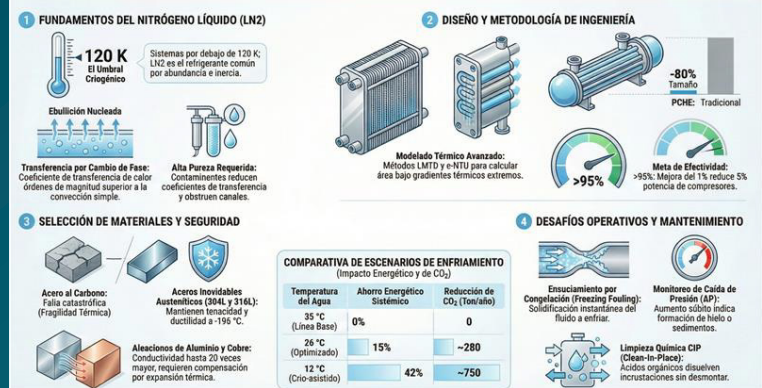 1 FUNDAMENTOS DEL NITRÓGENO LÍQUIDO (LN2)
120 K
El Umbral
Criogénico
Sistemas por debajo de 120 K;
LN2 es el refrigerante común
por abundancia e inercia.
Ebullición Nucleada
Transferencia por Cambio de Fase:
Coeficiente de transferencia de calor
órdenes de magnitud superior a la
convección simple.
Alta Pureza Requerida:
Contaminantes reducen
coeficientes de transferencia
y obstruen canales.
2 DISEÑO Y METODOLOGÍA DE INGENIERÍA
-80%
Tamaño
PCHE:
Tradicional
Modelado Térmico Avanzado:
Métodos LMTD y e-NTU para calcular
área bajo gradientes térmicos extremos.
>95%
Meta de Efectividad:
>95%: Mejora del 1% reduce 5%
potencia de compresores.
3 SELECCIÓN DE MATERIALES Y SEGURIDAD
Acero al Carbono:
Falia catastrófica
(Fragilidad Térmica)
Aceros Inovidables
Austeníticos (304L y 316L):
Mantienen tenacidad y
ductilidad a -196 °C.
Aleacionos de Aluminio y Cobre:
Conductividad hasta 20 veces
mayor, requieren compensación
por expansión térmica.
COMPARATIVA DE ESCENARIOS DE ENFRIAMIENTO
(Impacto Energético y de CO₂)
Temperatura
del Agua
Ahorro Energético
Sistémico
Reducción de
CO₂ (Ton/año)
35 °C
(Línea Base)
0%
0
26 °C
(Optimizado)
15%
~280
12 °C
(Crio-asistido)
42%
~750
4 DESAFÍOS OPERATIVOS Y MANTENIMIENTO
Ensuciamiento por
Congelación (Freezing Fouling):
Solidificación instantánea del
fluido a enfriar.
Monitoreo de Caída de
Presión (ΔP):
Aumento súbito indica
formación de hielo o
sedimentos.
Limpieza Química CIP
(Clean-In-Place):
Ácidos orgánicos disuelven
incrustaciones sin desmontar.